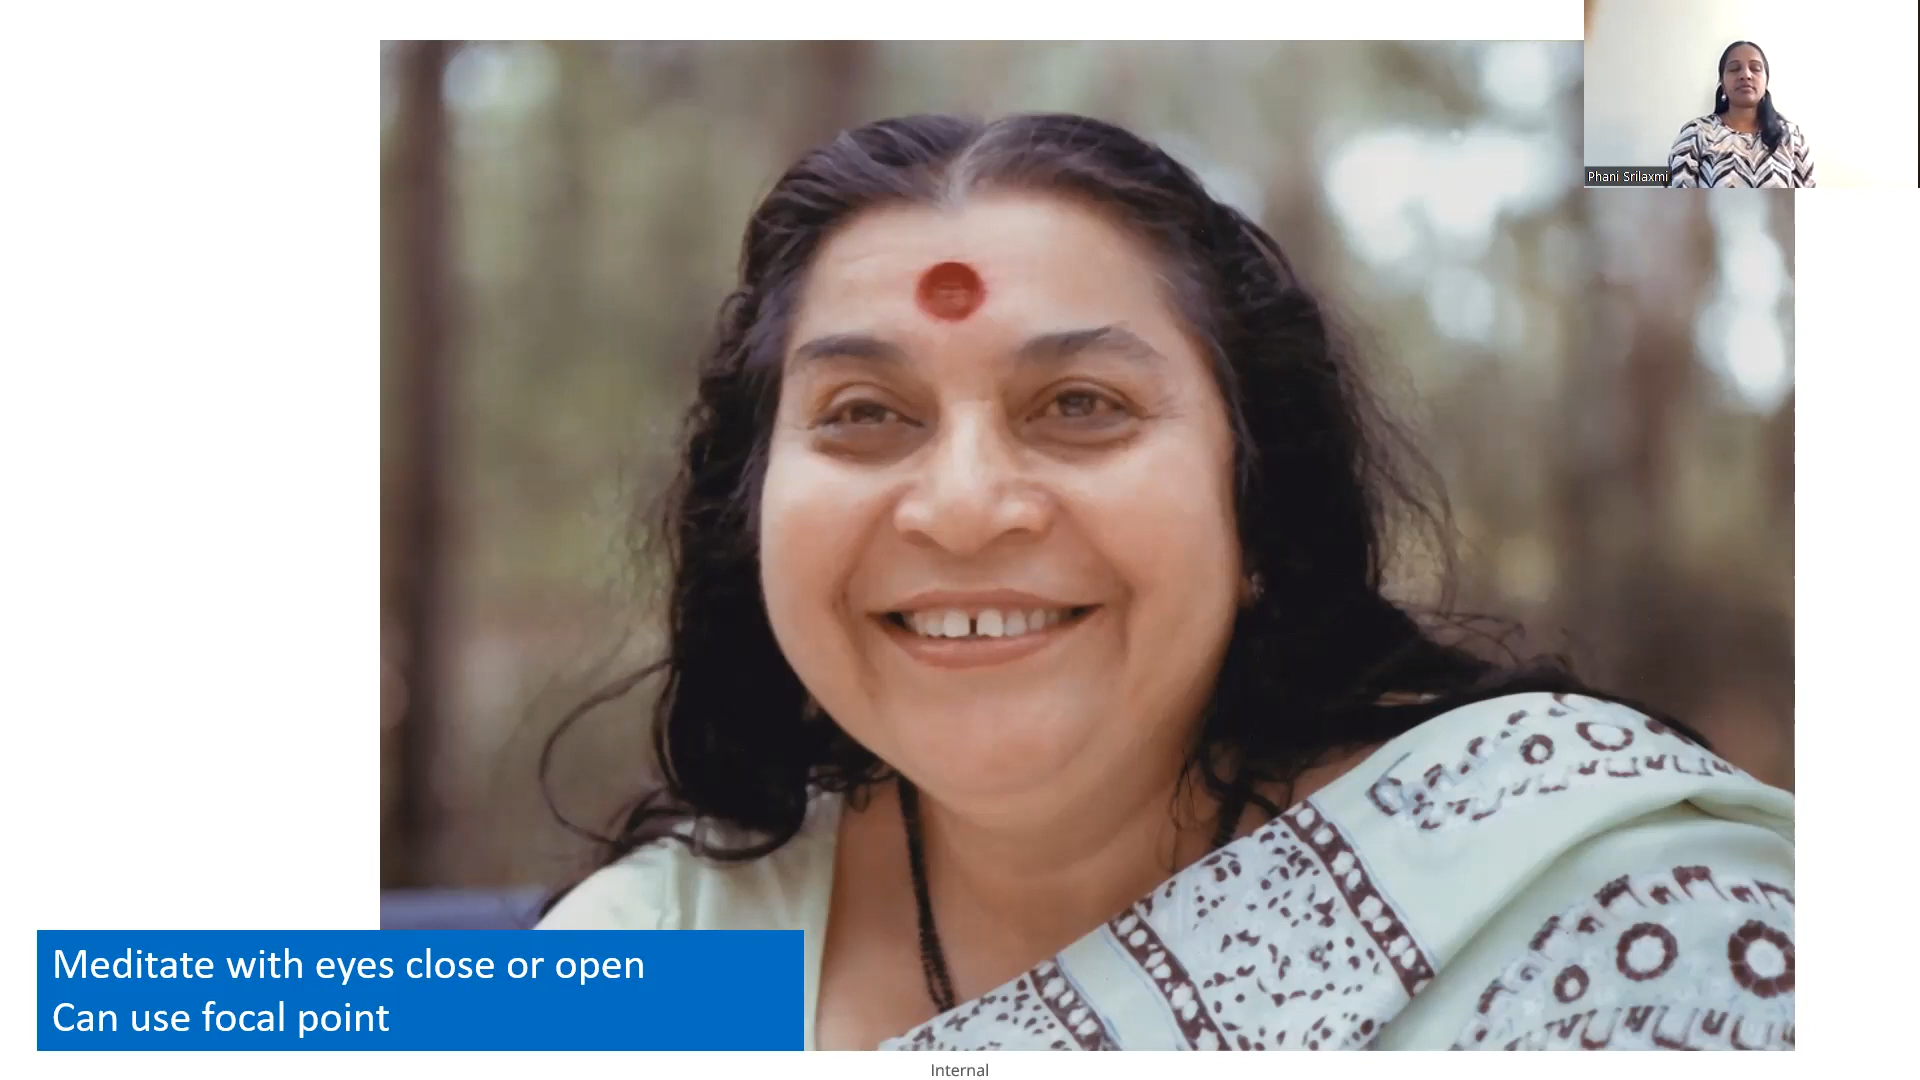 Phani Srilaxmi
Meditate with eyes close or open
Can use focal point
Internal